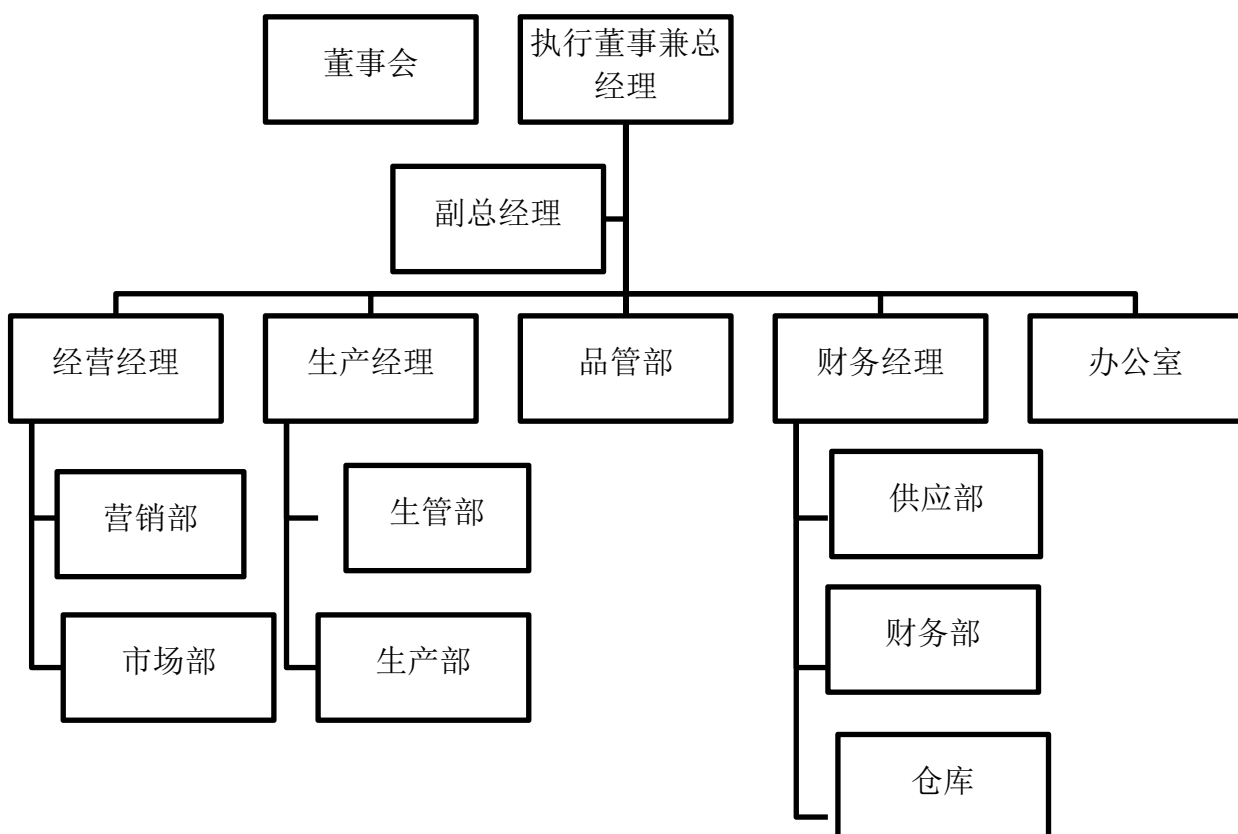 董事会
执行董事兼总
经理
副总经理
经营经理
生产经理
品管部
财务经理
办公室
营销部
生管部
供应部
市场部
生产部
财务部
仓库